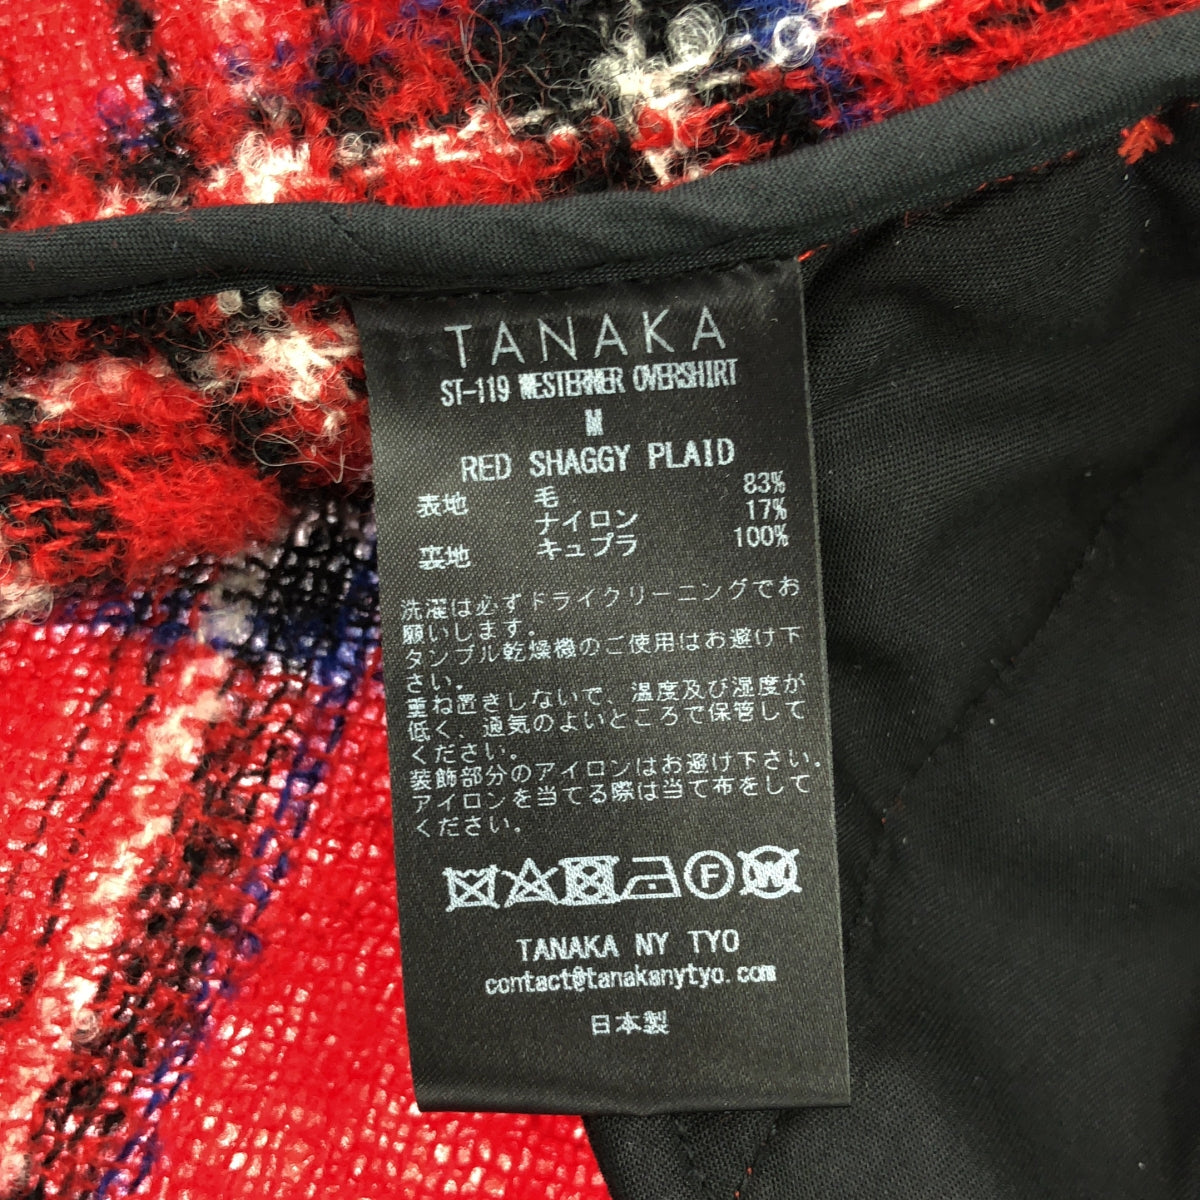 TANAKA
ST-119 WESTERNER OVERSHIRT
M
RED SHAGGY PLAID
表地 毛 83%
ナイロン 17%
裏地 キュプラ 100%
洗濯は必ずドライクリーニングでお
願いします。
タンブル乾燥機のご使用はお避け下
さい。
重ね置きしないで、温度及び湿度が
低く、通気のよいところで保管して
ください。
装飾部分のアイロンはお避け下さい。
アイロンを当てる際は当て布をして
ください。
F W
TANAKA NY TYO
contact@tanakanytyo.com
日本製